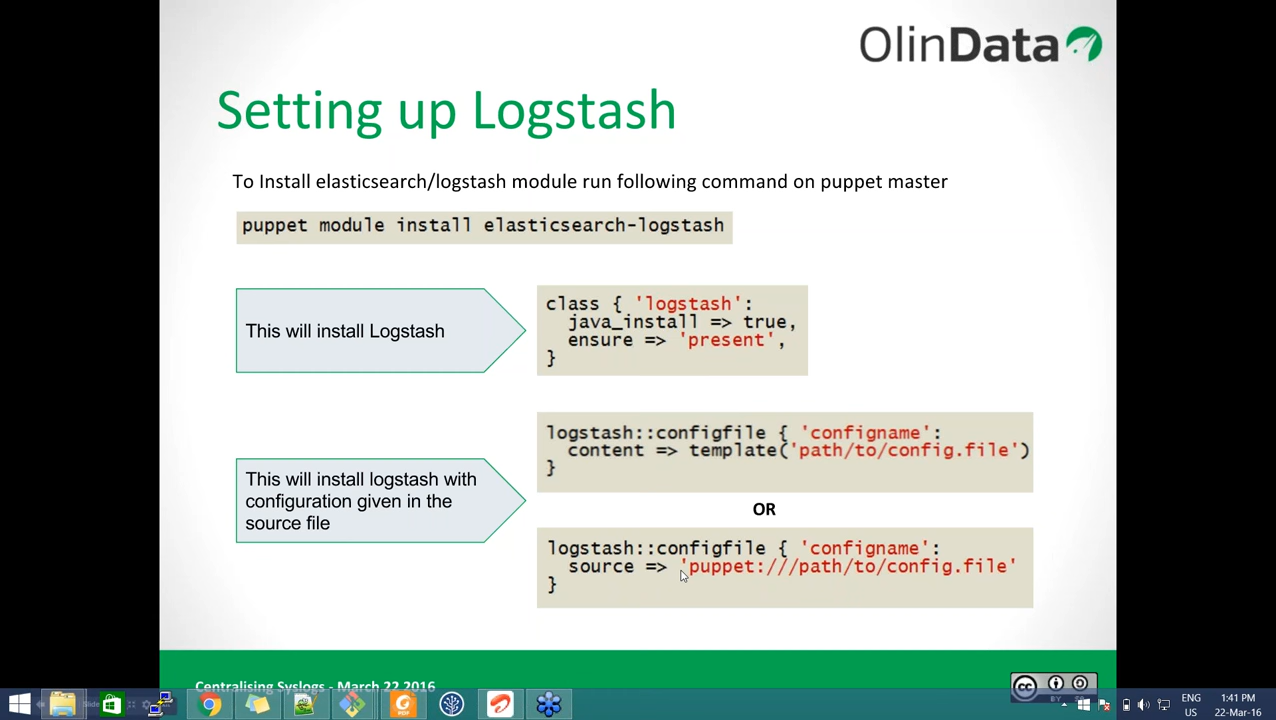 OlinData
Setting up Logstash
To Install elasticsearch/logstash module run following command on puppet master
puppet module install elasticsearch-logstash
This will install Logstash
class { 'logstash':
java_install => true,
ensure => 'present',
}
logstash::configfile { 'configname':
content => template('path/to/config.file')
}
This will install logstash with
configuration given in the
source file
OR
logstash::configfile { 'configname':
source => 'puppet:///path/to/config.file'
}
Centralising Syslogs - March 22 2016
cc
BY
ENG
US
1:41 PM
22-Mar-16